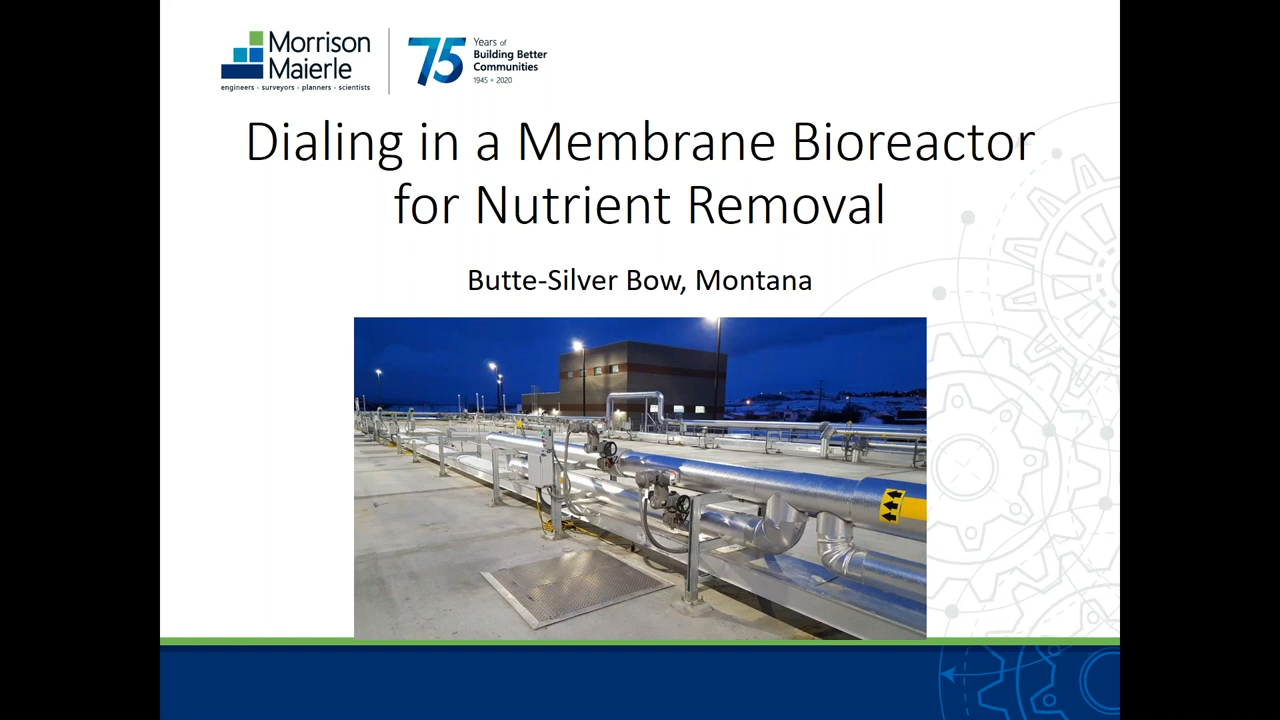 Morrison
Maierle
engineers - surveyors - planners - scientists
75
Years of
Building Better
Communities
1945 - 2020
Dialing in a Membrane Bioreactor
for Nutrient Removal
Butte-Silver Bow, Montana